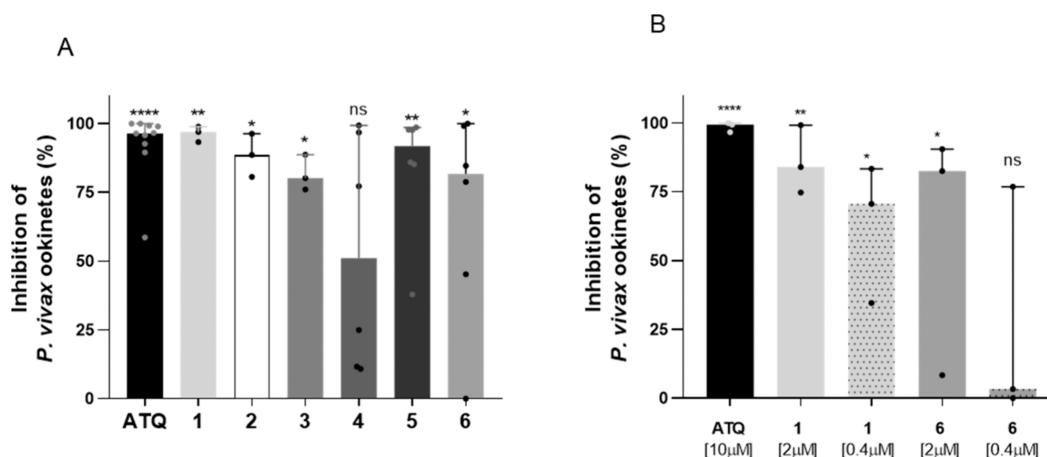 A
Inhibition of
P. vivax ookinetes (%)
100
75
50
25
0
****
**
*
*
ns
**
*
ATQ 1 2 3 4 5 6
B
Inhibition of
P. vivax ookinetes (%)
100
75
50
25
0
****
**
*
*
ns
ATQ 1 1 6 6
[10μM] [2μM] [0.4μM] [2μM] [0.4μM]